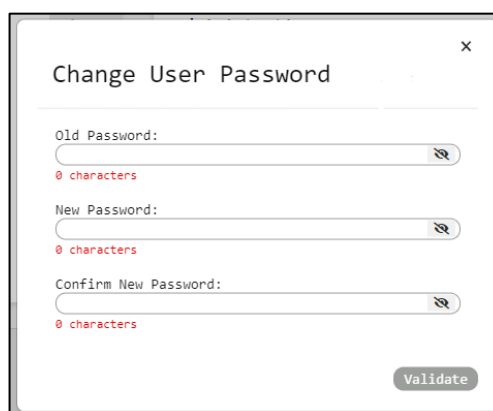 ×
Change User Password
Old Password:
0 characters
New Password:
0 characters
Confirm New Password:
0 characters
Validate